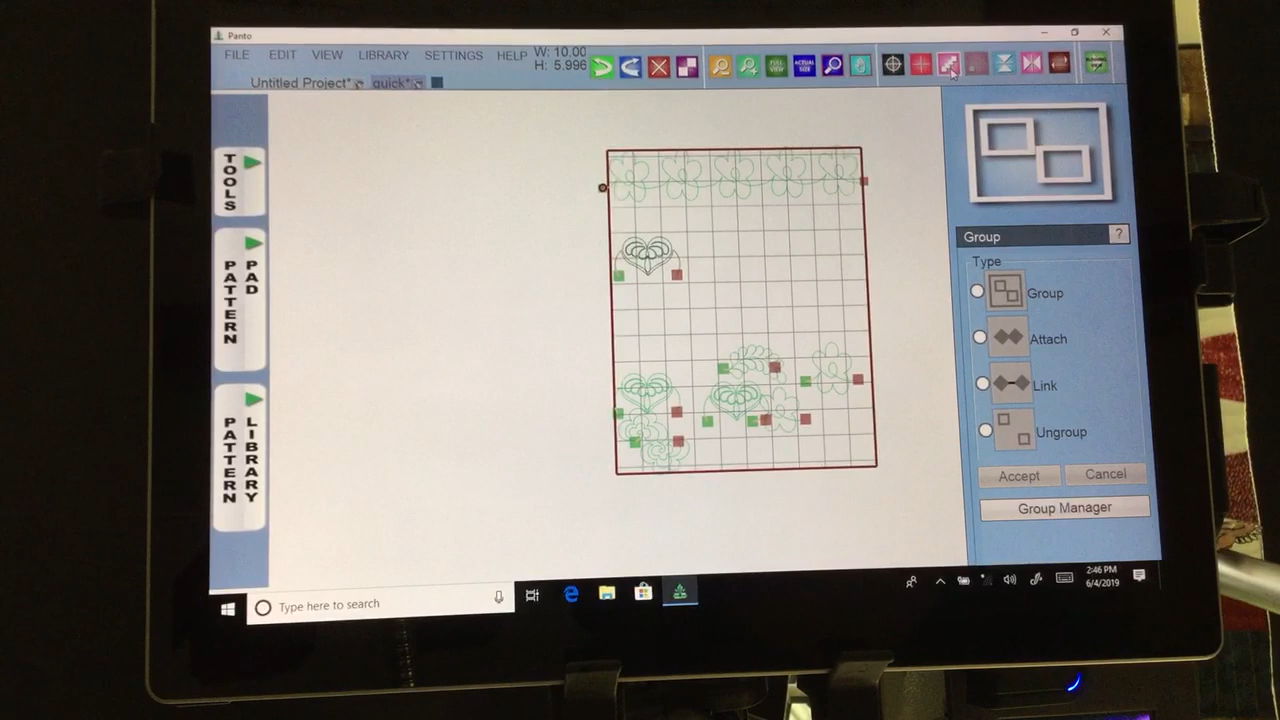 Panto
FILE EDIT VIEW LIBRARY SETTINGS HELP
W: 10.00
H: 5.996
FULL VIEW
ACTUAL SIZE
Untitled Project* quick*
TOOLS
PATTERN PAD
PATTERN LIBRARY
Group ?
Type
Group
Attach
Link
Ungroup
Accept Cancel
Group Manager
Type here to search
2:46 PM
6/4/2019